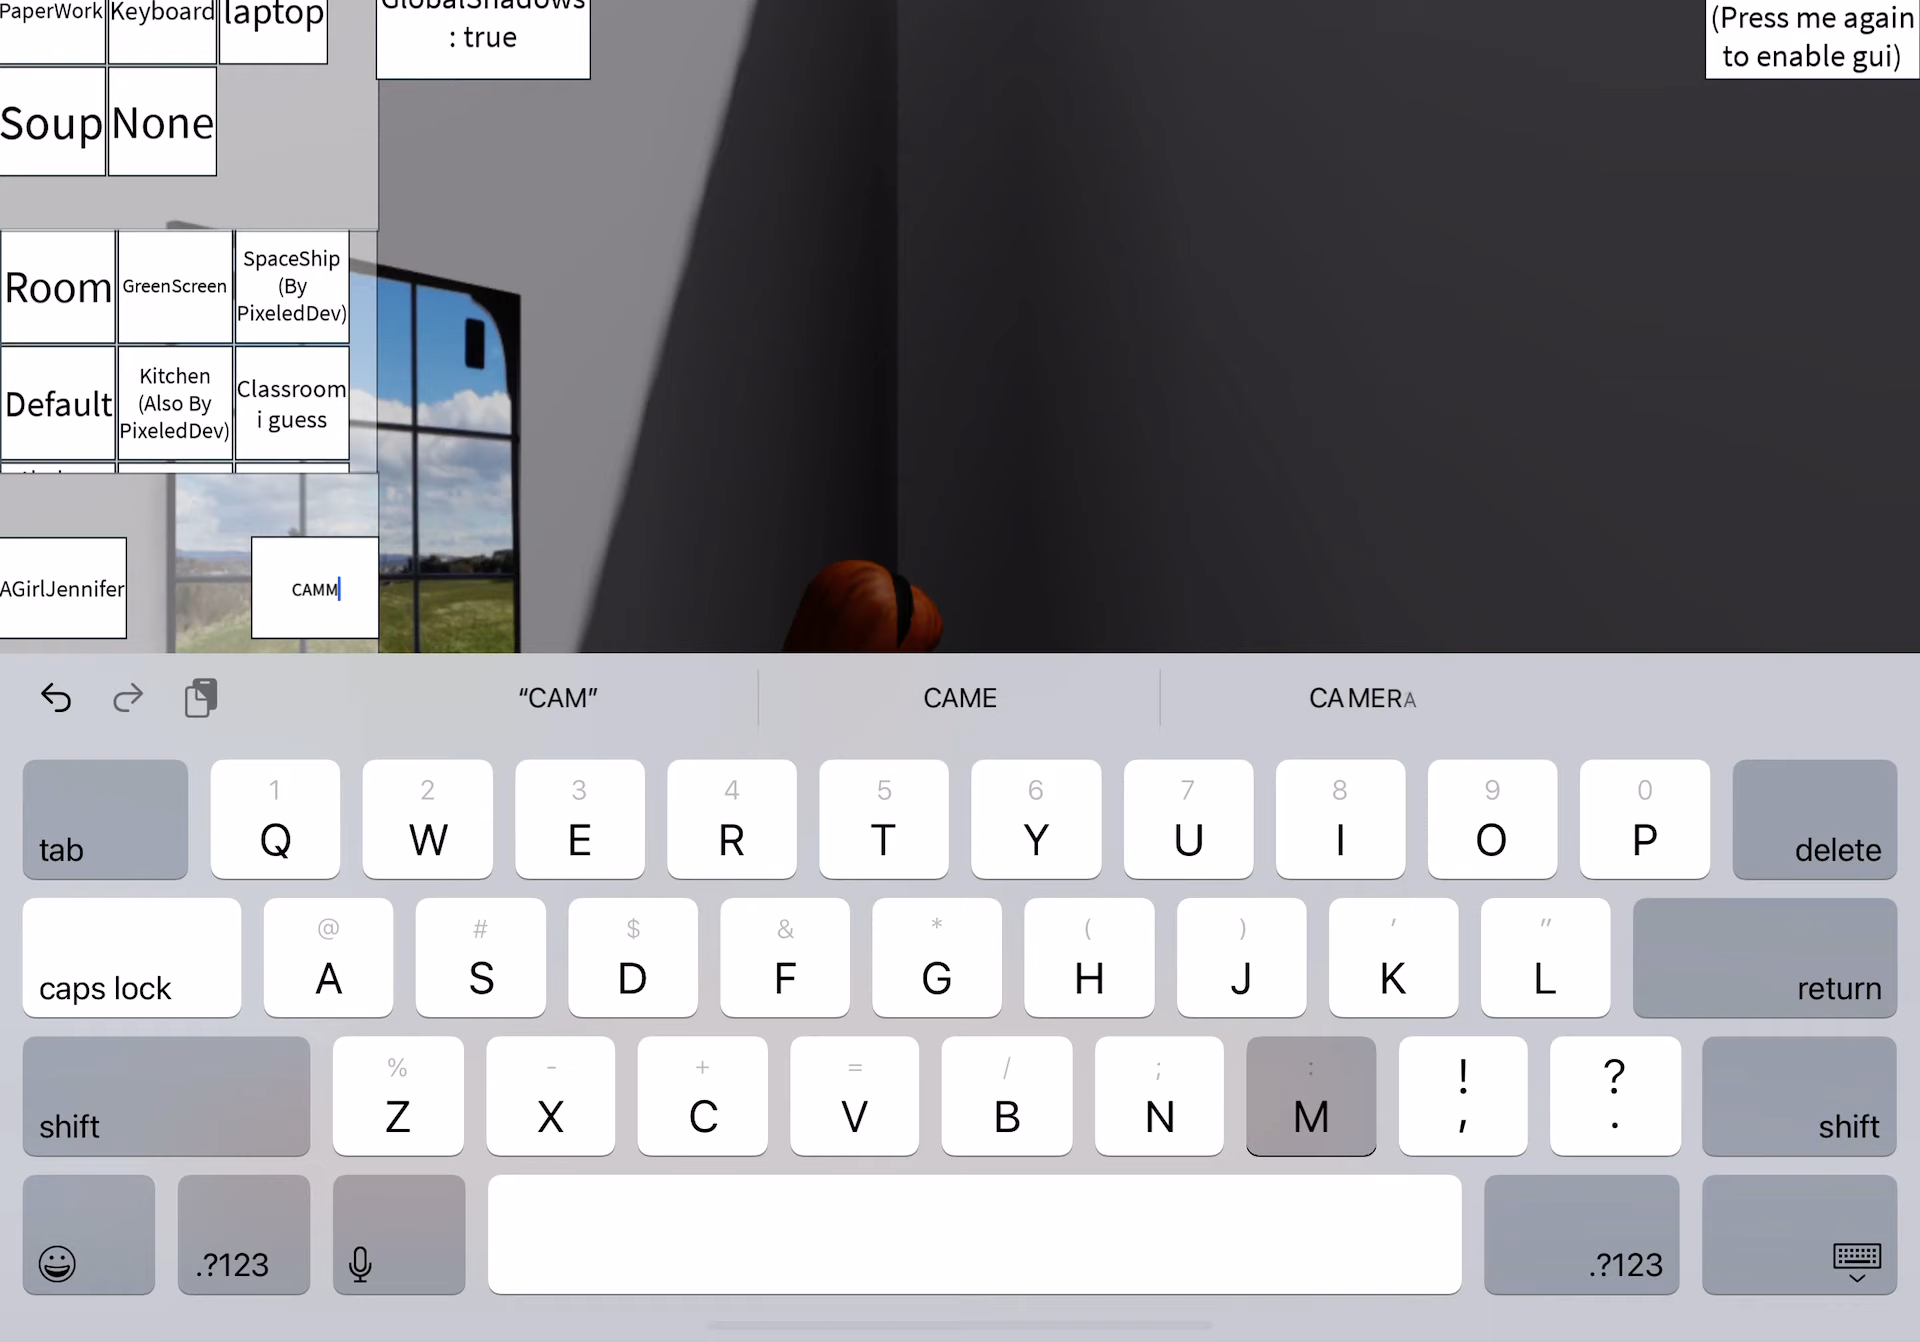 PaperWork Keyboard laptop
GlobalShadows
: true
(Press me again
to enable gui)
Soup None
Room GreenScreen
SpaceShip
(By
PixeledDev)
Default
Kitchen
(Also By
PixeledDev)
Classroom
i guess
AGirlJennifer
CAMM
“CAM” CAME CAMERA
tab
1 2 3 4 5 6 7 8 9 0
Q W E R T Y U I O P
delete
@ # $ & * ( ) ' "
caps lock A S D F G H J K L return
% - + = / ; : ! ?
shift Z X C V B N M , . shift
.?123 .?123